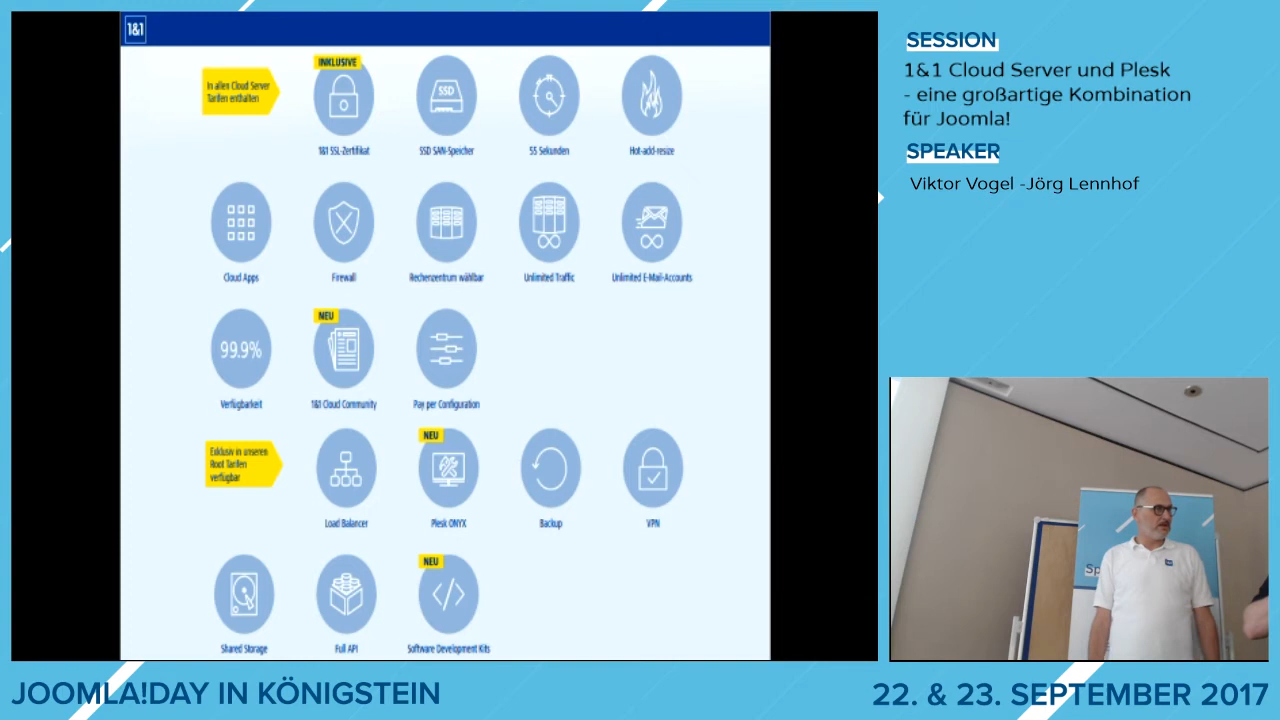 1&1
In allen Cloud Server
Tarifen enthalten
INKLUSIVE
SSD
1&1 SSL-Zertifikat
SSD SAN-Speicher
55 Sekunden
Hot-add-resize
Cloud Apps
Firewall
Rechenzentrum wählbar
Unlimited Traffic
Unlimited E-Mail-Accounts
99.9%
NEU
Verfügbarkeit
1&1 Cloud Community
Pay per Configuration
Exklusiv in unseren
Root Tarifen
verfügbar
NEU
Load Balancer
Plesk ONYX
Backup
VPN
NEU
Shared Storage
Full API
Software Development Kits
SESSION
1&1 Cloud Server und Plesk
- eine großartige Kombination
für Joomla!
SPEAKER
Viktor Vogel -Jörg Lennhof
Sp
JOOMLA!DAY IN KÖNIGSTEIN
22. & 23. SEPTEMBER 2017